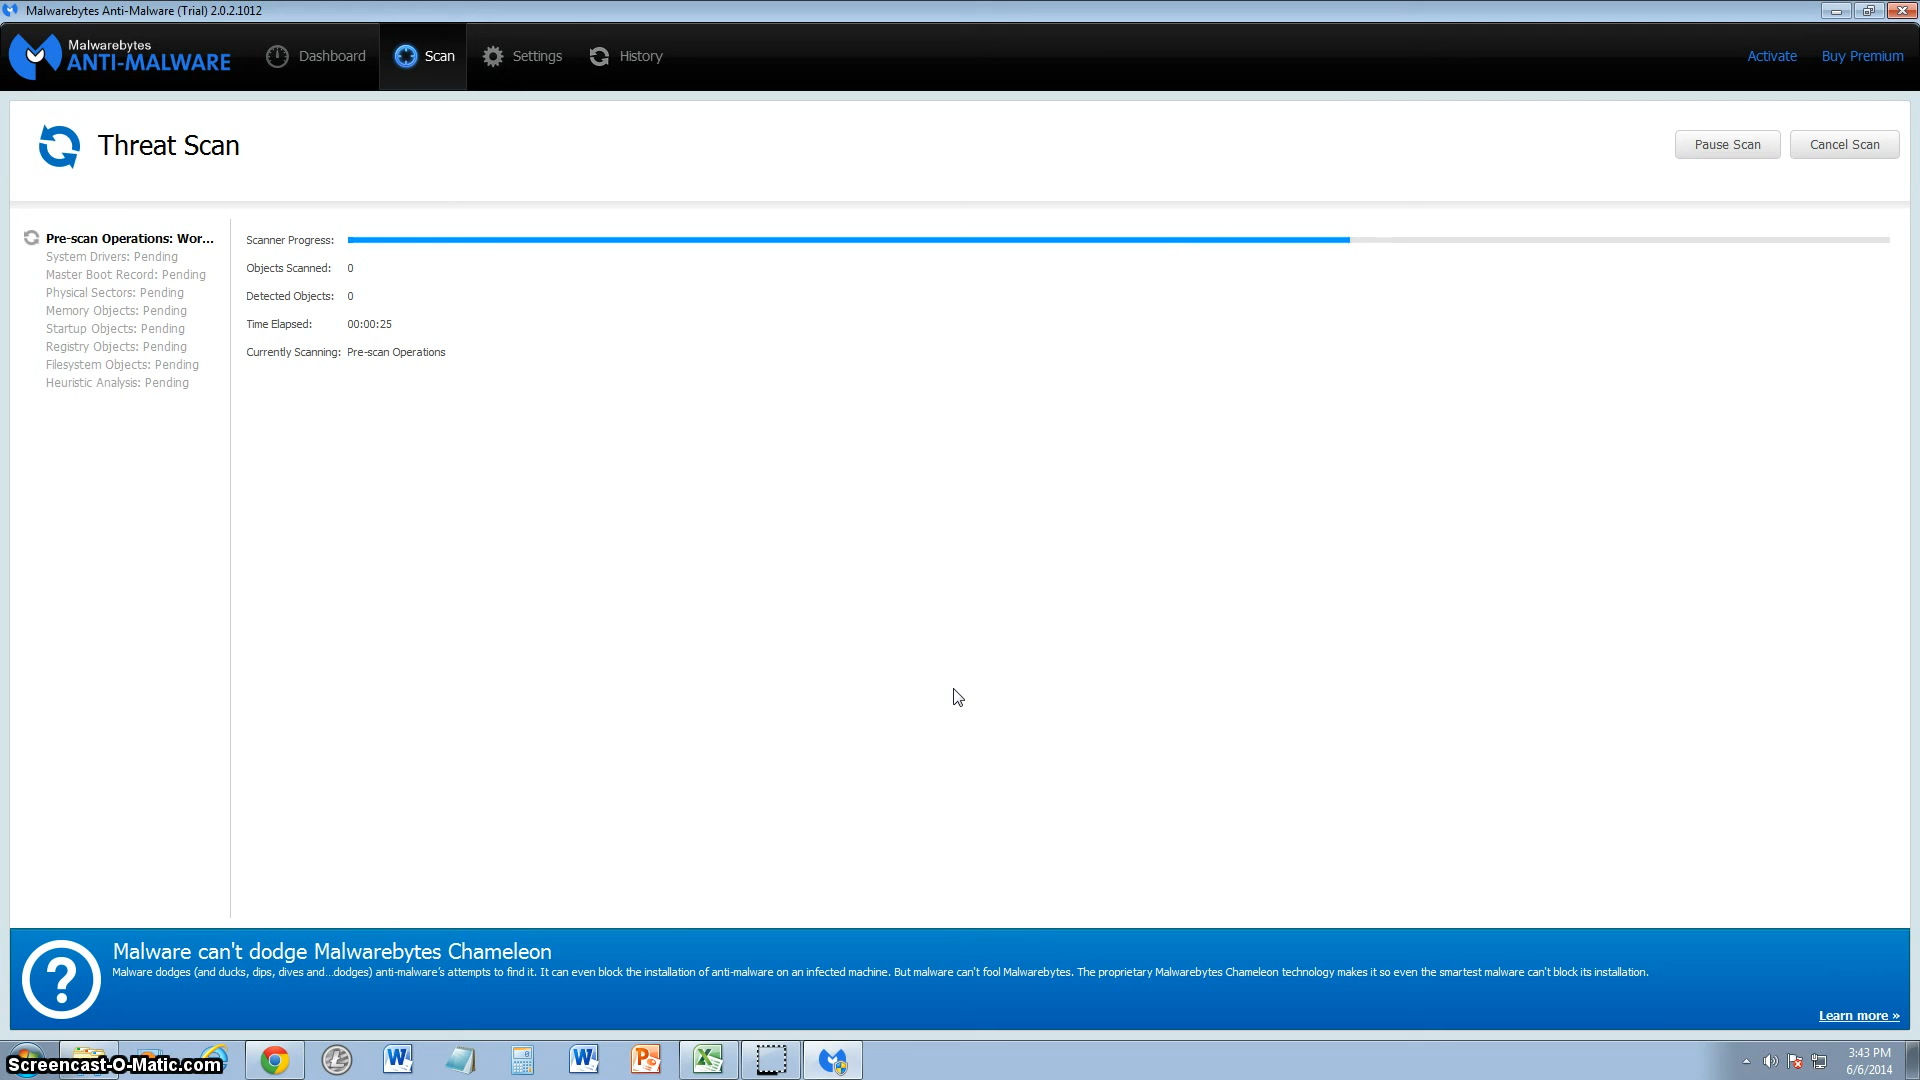 Malwarebytes Anti-Malware (Trial) 2.0.2.1012
Malwarebytes
ANTI-MALWARE
Dashboard
Scan
Settings
History
Activate
Buy Premium
Threat Scan
Pause Scan
Cancel Scan
Pre-scan Operations: Wor...
System Drivers: Pending
Master Boot Record: Pending
Physical Sectors: Pending
Memory Objects: Pending
Startup Objects: Pending
Registry Objects: Pending
Filesystem Objects: Pending
Heuristic Analysis: Pending
Scanner Progress:
Objects Scanned: 0
Detected Objects: 0
Time Elapsed: 00:00:25
Currently Scanning: Pre-scan Operations
Malware can't dodge Malwarebytes Chameleon
Malware dodges (and ducks, dips, dives and...dodges) anti-malware's attempts to find it. It can even block the installation of anti-malware on an infected machine. But malware can't fool Malwarebytes. The proprietary Malwarebytes Chameleon technology makes it so even the smartest malware can't block its installation.
Learn more »
Screencast-O-Matic.com
3:43 PM
6/6/2014